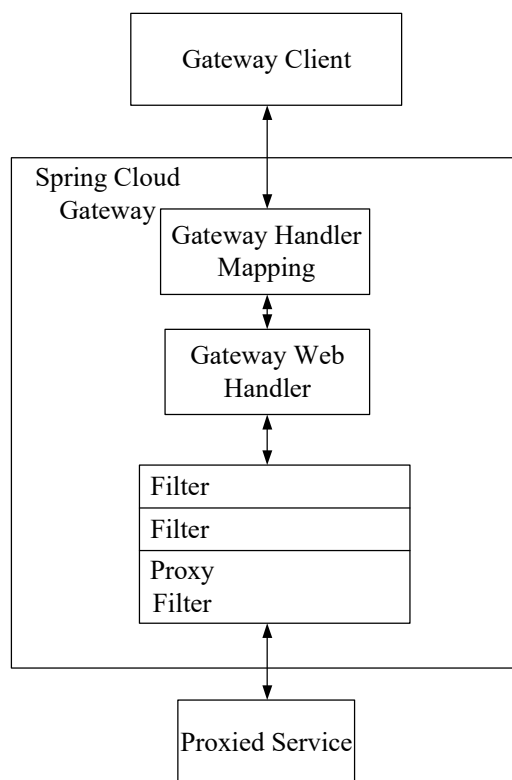 Gateway Client
Spring Cloud
Gateway
Gateway Handler
Mapping
Gateway Web
Handler
Filter
Filter
Proxy
Filter
Proxied Service